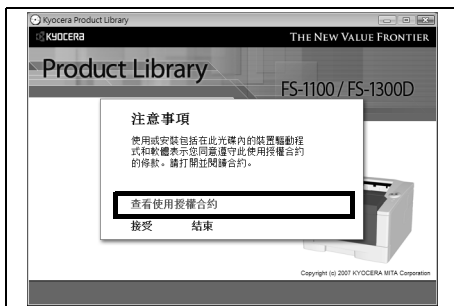 Kyocera Product Library
KYOCERA THE NEW VALUE FRONTIER
Product Library
FS-1100 / FS-1300D
注意事項
使用或安裝包括在此光碟內的裝置驅動程
式和軟體表示您同意遵守此使用授權合約
的條款。請打開並閱讀合約。
查看使用授權合約
接受 結束
Copyright (c) 2007 KYOCERA MITA Corporation